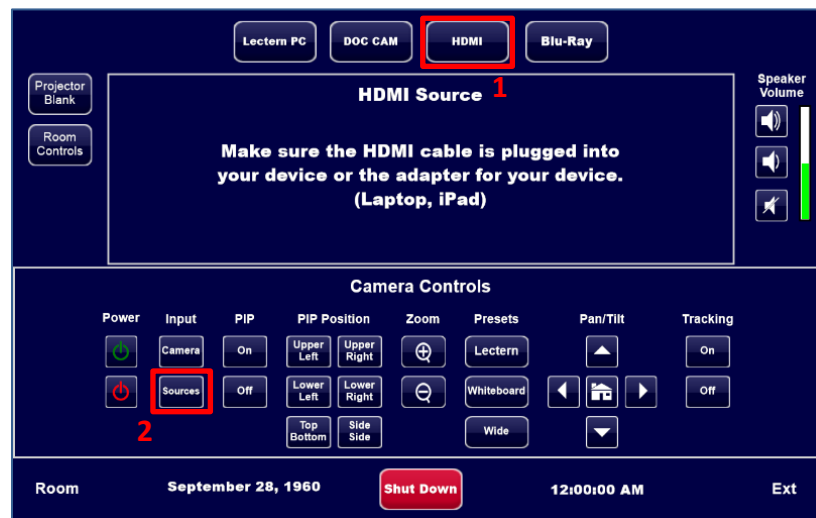 Lectern PC
DOC CAM
HDMI
Blu-Ray
1
Projector
Blank
Room
Controls
HDMI Source
Make sure the HDMI cable is plugged into
your device or the adapter for your device.
(Laptop, iPad)
Speaker
Volume
Camera Controls
Power Input PIP PIP Position Zoom Presets Pan/Tilt Tracking
Camera
On
Upper
Left
Upper
Right
Lectern
On
Sources
Off
Lower
Left
Lower
Right
Whiteboard
Off
2
Top
Bottom
Side
Side
Wide
Room
September 28, 1960
Shut Down
12:00:00 AM
Ext